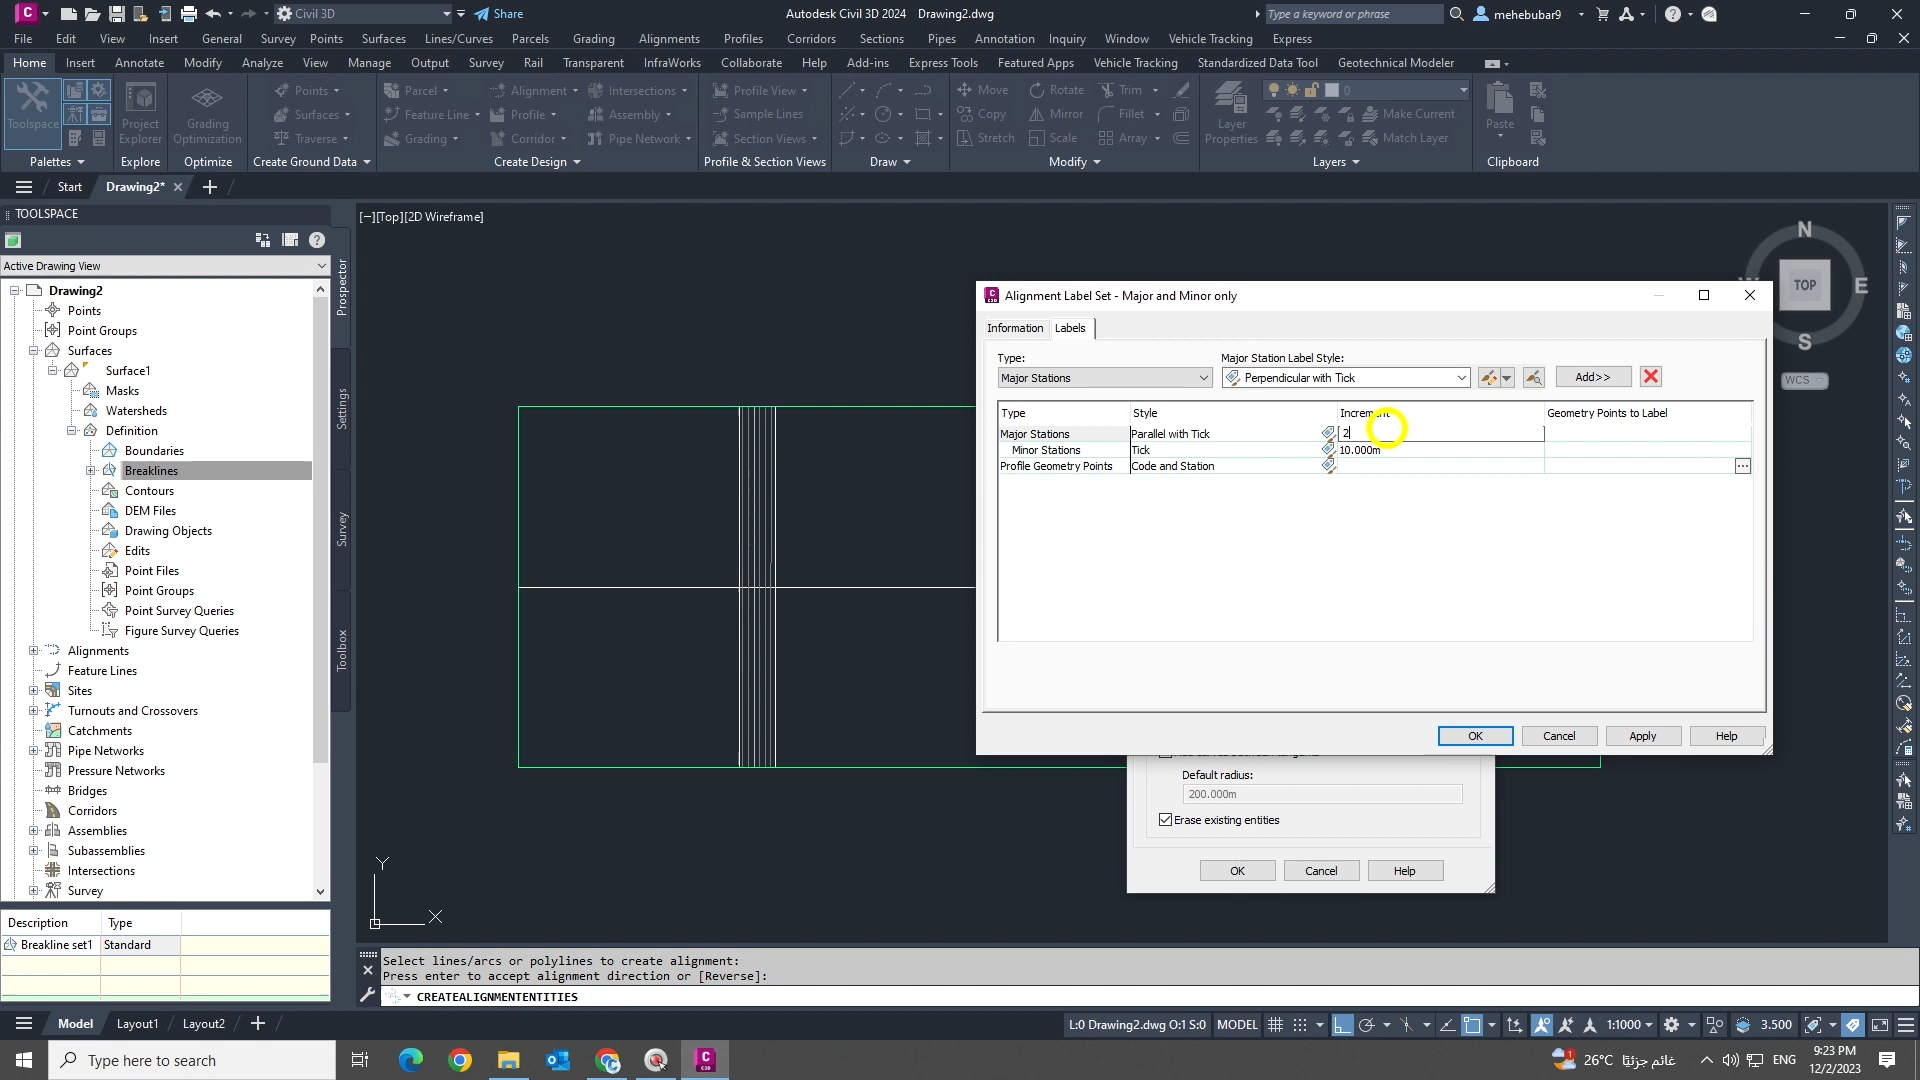 Civil 3D
Share
Autodesk Civil 3D 2024 Drawing2.dwg
Type a keyword or phrase
mehebubar9
File Edit View Insert General Survey Points Surfaces Lines/Curves Parcels Grading Alignments Profiles Corridors Sections Pipes Annotation Inquiry Window Vehicle Tracking Express
Home Insert Annotate Modify Analyze View Manage Output Survey Rail Transparent InfraWorks Collaborate Help Add-ins Express Tools Featured Apps Vehicle Tracking Standardized Data Tool Geotechnical Modeler
Points Parcel Alignment Intersections Profile View Move Rotate Trim 0
Toolspace Project Explorer Grading Optimization Surfaces Feature Line Profile Assembly Sample Lines Copy Mirror Fillet Layer Properties Make Current Paste
Traverse Grading Corridor Pipe Network Section Views Stretch Scale Array Match Layer
Palettes Explore Optimize Create Ground Data Create Design Profile & Section Views Draw Modify Layers Clipboard
Start Drawing2*
TOOLSPACE
[−][Top][2D Wireframe]
Active Drawing View
Prospector
Settings
Survey
Toolbox
Drawing2
Points
Point Groups
Surfaces
Surface1
Masks
Watersheds
Definition
Boundaries
Breaklines
Contours
DEM Files
Drawing Objects
Edits
Point Files
Point Groups
Point Survey Queries
Figure Survey Queries
Alignments
Feature Lines
Sites
Turnouts and Crossovers
Catchments
Pipe Networks
Pressure Networks
Bridges
Corridors
Assemblies
Subassemblies
Intersections
Survey
Description Type
Breakline set1 Standard
N
TOP
E
S
WCS
Alignment Label Set - Major and Minor only
Information Labels
Type: Major Station Label Style:
Major Stations Perpendicular with Tick Add>>
Type Style Increment Geometry Points to Label
Major Stations Parallel with Tick 2
Minor Stations Tick 10.000m
Profile Geometry Points Code and Station ...
OK Cancel Apply Help
Default radius:
200.000m
Erase existing entities
OK Cancel Help
Y
X
Select lines/arcs or polylines to create alignment:
Press enter to accept alignment direction or [Reverse]:
CREATEALIGNMENTENTITIES
Model Layout1 Layout2
L:0 Drawing2.dwg O:1 S:0 MODEL 1:1000 3.500
Type here to search
26°C غائم جزئيًا
ENG
9:23 PM
12/2/2023